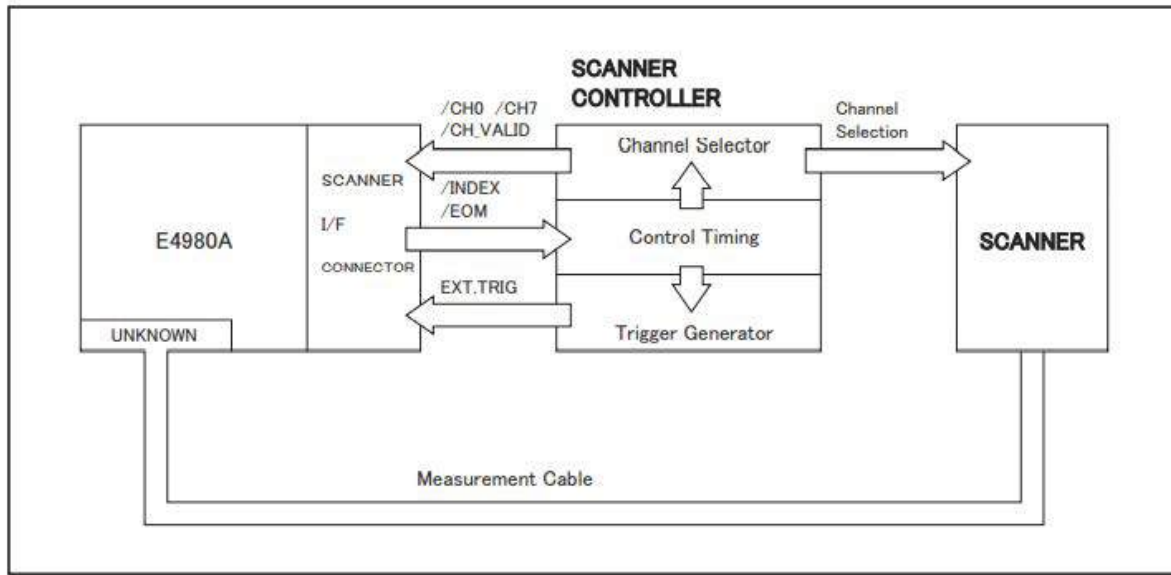 SCANNER
CONTROLLER
/CH0 /CH7
/CH_VALID
Channel
Selection
Channel Selector
SCANNER
/INDEX
/EOM
I/F
E4980A
Control Timing
SCANNER
CONNECTOR
EXT.TRIG
UNKNOWN
Trigger Generator
Measurement Cable